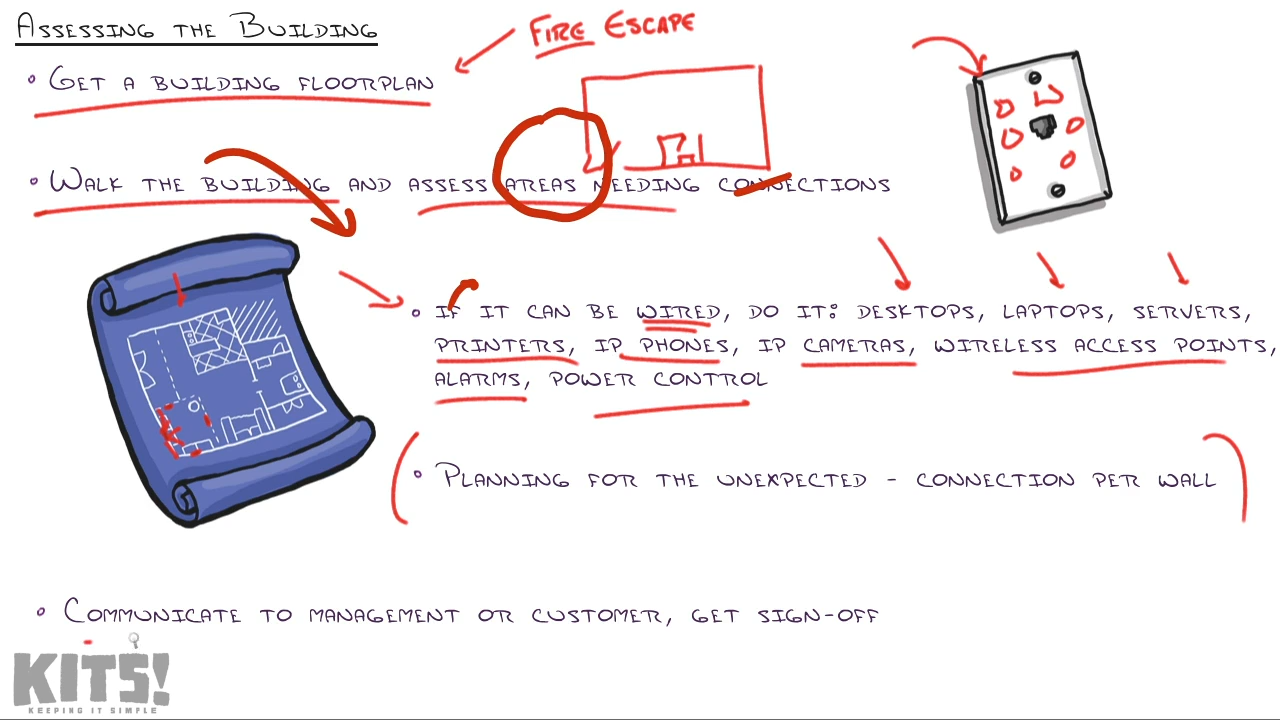 Assessing the Building
Fire Escape
• Get a building floorplan
• Walk the building and assess areas needing connections
• If it can be wired, do it: desktops, laptops, servers,
printers, IP phones, IP cameras, wireless access points,
alarms, power control
• Planning for the unexpected - connection per wall
• Communicate to management or customer, get sign-off
KITS!
KEEPING IT SIMPLE